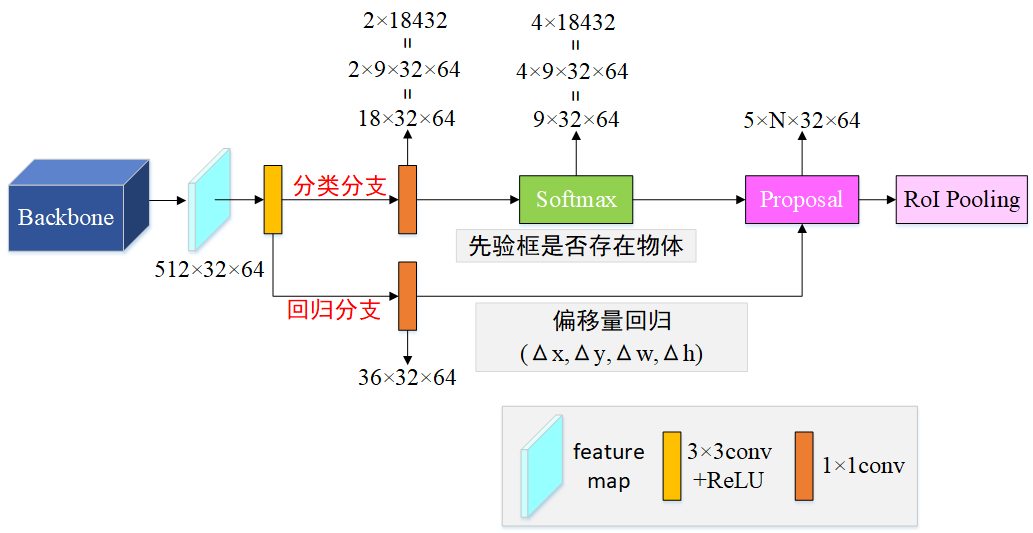 2×18432
=
2×9×32×64
=
18×32×64
4×18432
=
4×9×32×64
=
9×32×64
5×N×32×64
Backbone
512×32×64
分类分支
Softmax
先验框是否存在物体
Proposal
RoI Pooling
回归分支
36×32×64
偏移量回归
(Δx,Δy,Δw,Δh)
feature
map
3×3conv
+ReLU
1×1conv